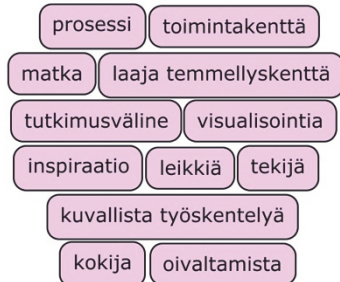 prosessi toimintakenttä
matka laaja temmellyskenttä
tutkimusväline visualisointia
inspiraatio leikkiä tekijä
kuvallista työskentelyä
kokija oivaltamista